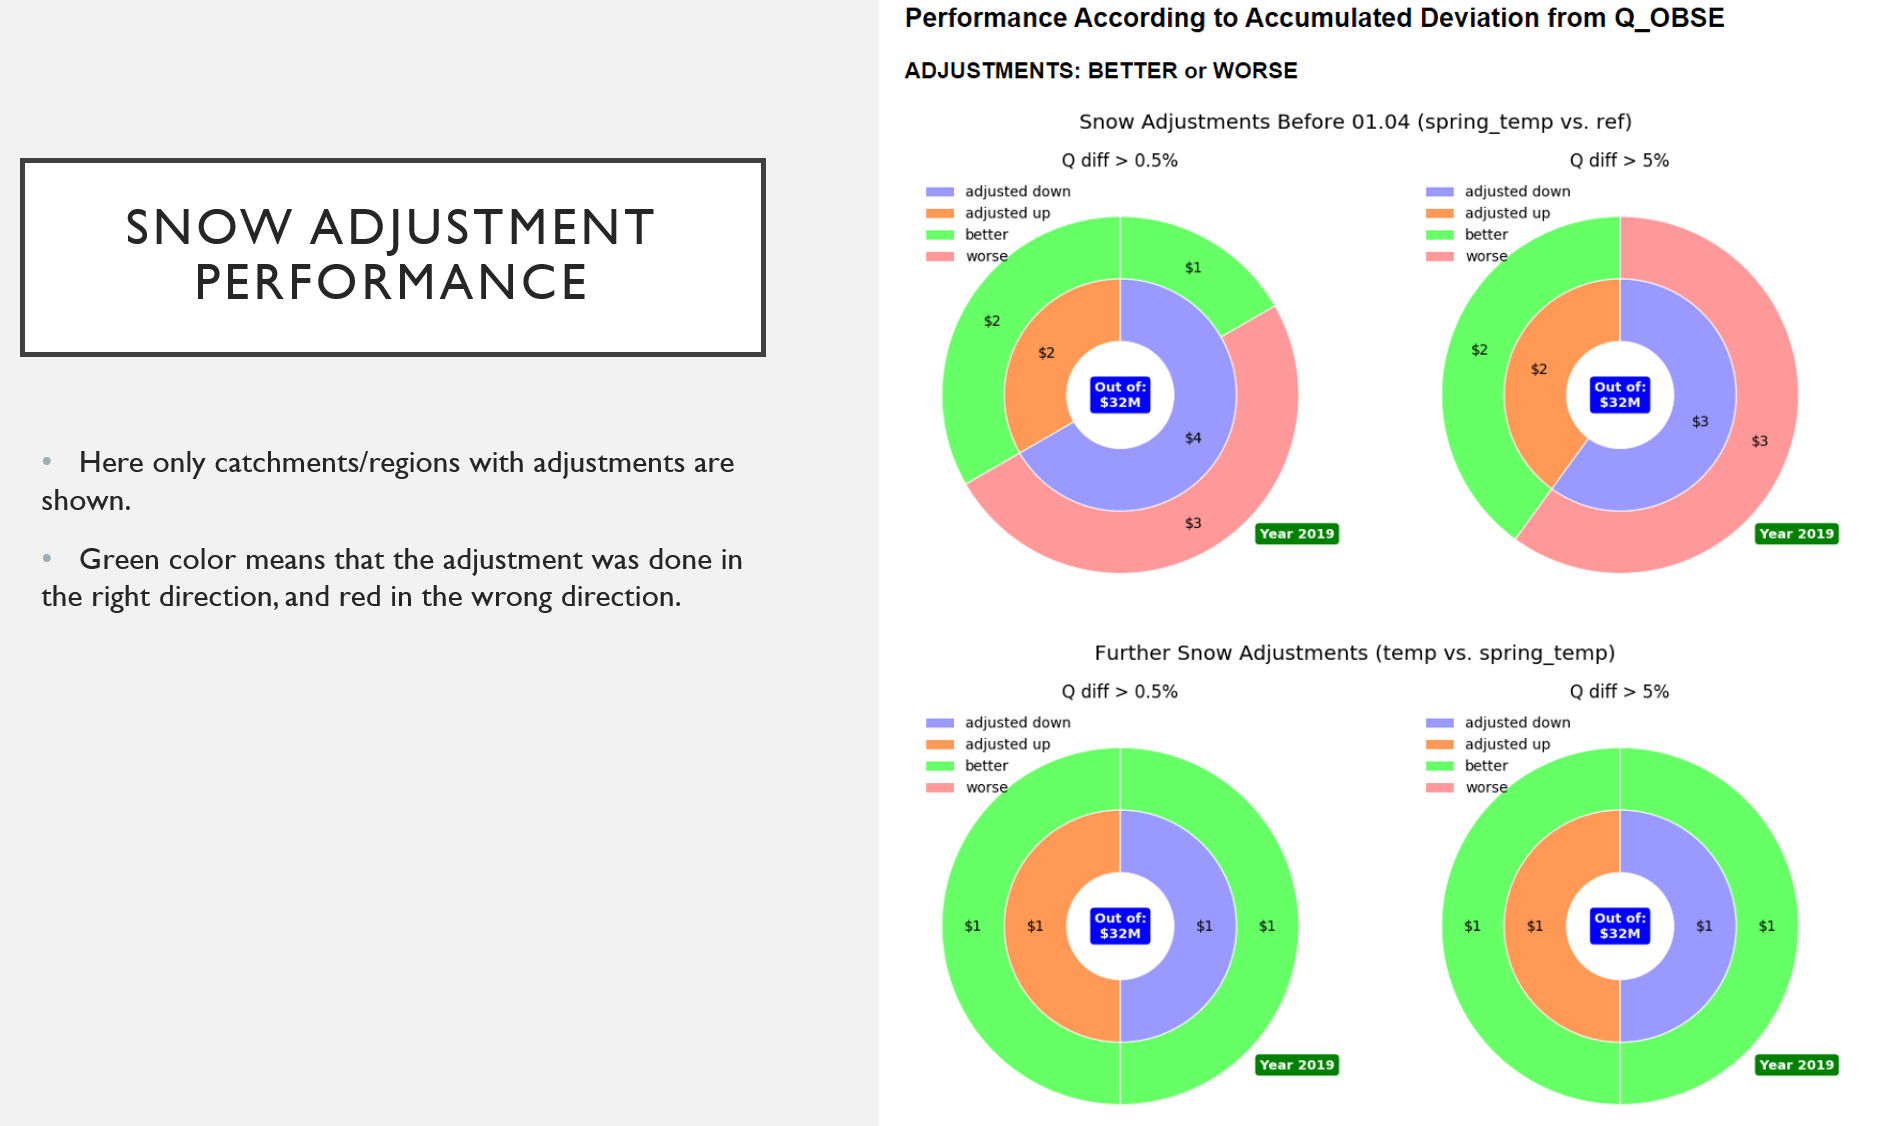 SNOW ADJUSTMENT
PERFORMANCE
• Here only catchments/regions with adjustments are
shown.
• Green color means that the adjustment was done in
the right direction, and red in the wrong direction.
Performance According to Accumulated Deviation from Q_OBSE
ADJUSTMENTS: BETTER or WORSE
Snow Adjustments Before 01.04 (spring_temp vs. ref)
Q diff > 0.5%
adjusted down
adjusted up
better
worse
$1
$2
$2
Out of:
$32M
$4
$3
Year 2019
Q diff > 5%
adjusted down
adjusted up
better
worse
$2
$2
Out of:
$32M
$3
$3
Year 2019
Further Snow Adjustments (temp vs. spring_temp)
Q diff > 0.5%
adjusted down
adjusted up
better
worse
$1
$1
Out of:
$32M
$1
$1
Year 2019
Q diff > 5%
adjusted down
adjusted up
better
worse
$1
$1
Out of:
$32M
$1
$1
Year 2019